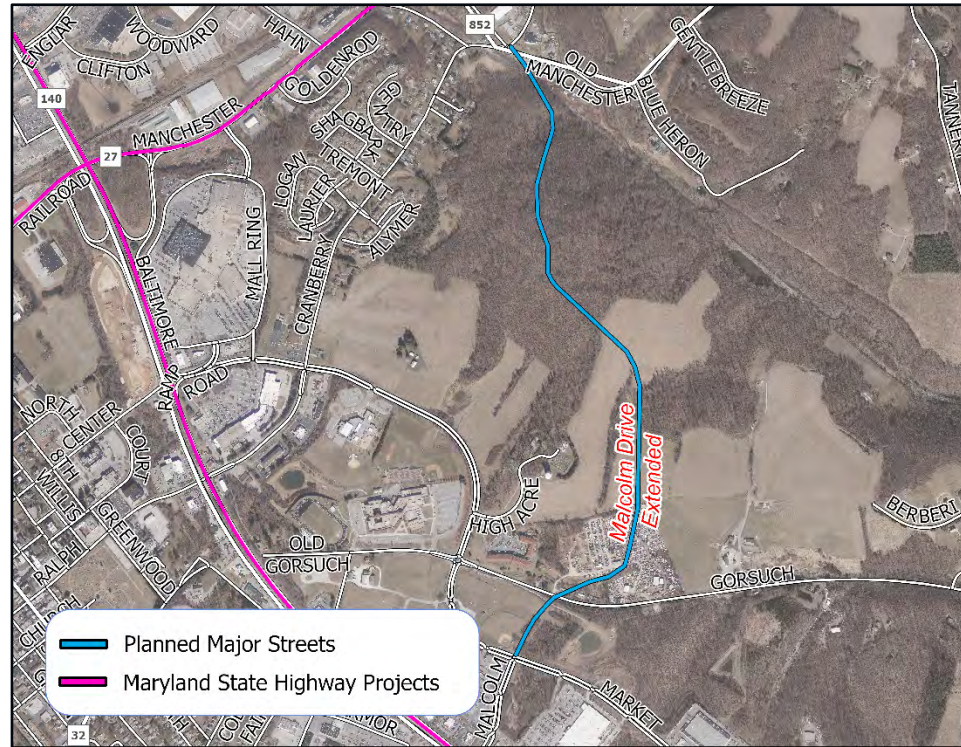 ENGLAR
WOODWARD
HAHN
852
CLIFTON
GOLDENROD
OLD
MANCHESTER
GENTLE BREEZE
140
GENTRY
BLUE HERON
MANCHESTER
SHAGBARK
27
TREMONT
LOGAN
LAURIER
RAILROAD
ALYMER
MALL RING
BALTIMORE
CRANBERRY
RAMP
ROAD
NORTH
CENTER
8TH
COURT
WILLIS
Malcolm Drive
Extended
HIGH ACRE
GREENWOOD
RALPH
OLD
GORSUCH
GORSUCH
CHURCH
Planned Major Streets
Maryland State Highway Projects
MALCOLM
MARKET
32